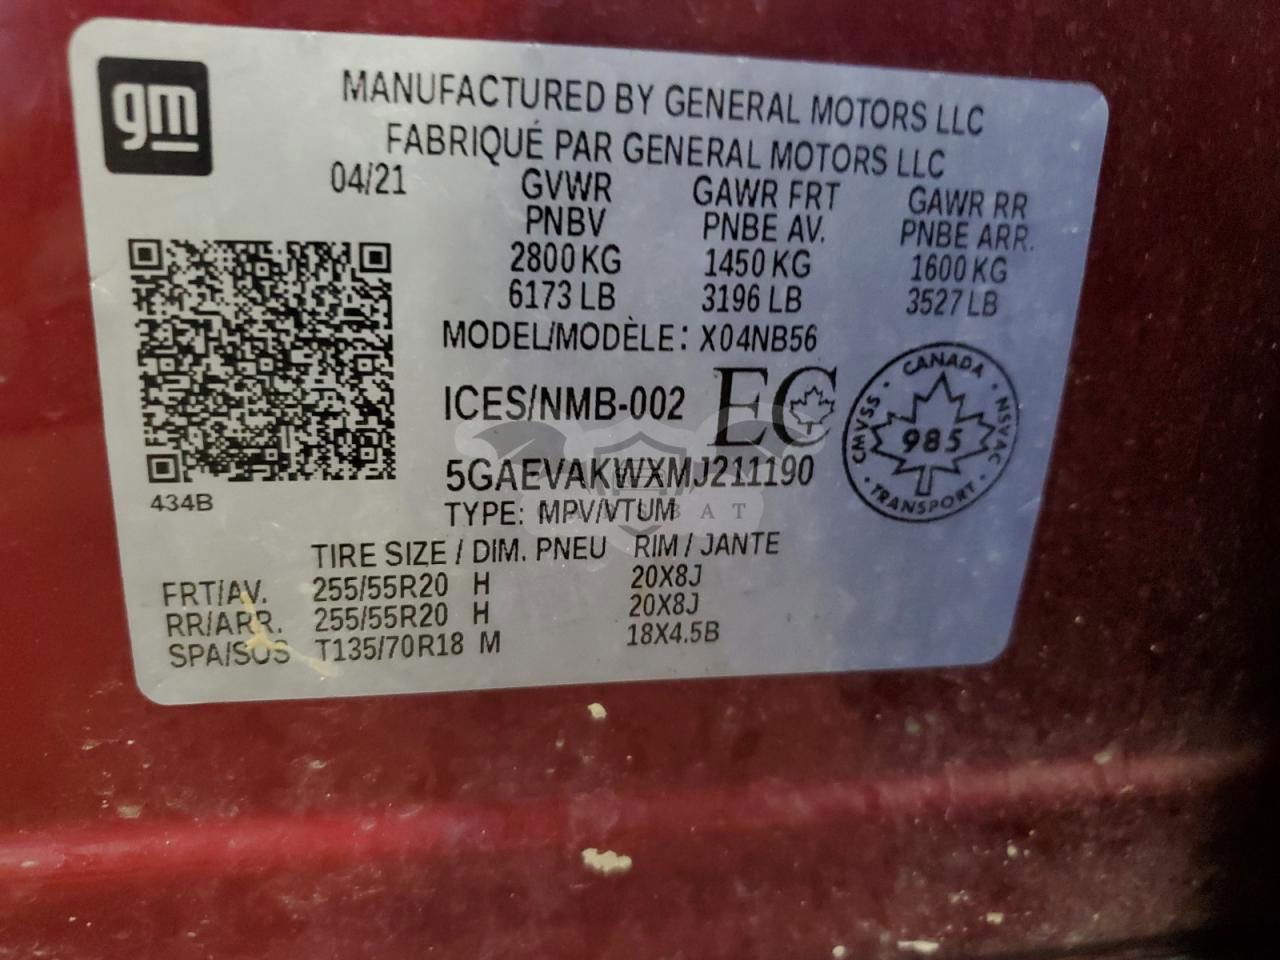 gm
MANUFACTURED BY GENERAL MOTORS LLC
FABRIQUÉ PAR GENERAL MOTORS LLC
04/21 GVWR GAWR FRT GAWR RR
PNBV PNBE AV. PNBE ARR.
2800 KG 1450 KG 1600 KG
6173 LB 3196 LB 3527 LB
MODEL/MODÈLE: X04NB56
ICES/NMB-002 EC
CANADA
CMVSS 985 NSVAC
TRANSPORT
5GAEVAKWXMJ211190
434B
TYPE: MPV/VTUM
TIRE SIZE / DIM. PNEU RIM / JANTE
FRT/AV. 255/55R20 H 20X8J
RR/ARR. 255/55R20 H 20X8J
SPA/SOS T135/70R18 M 18X4.5B